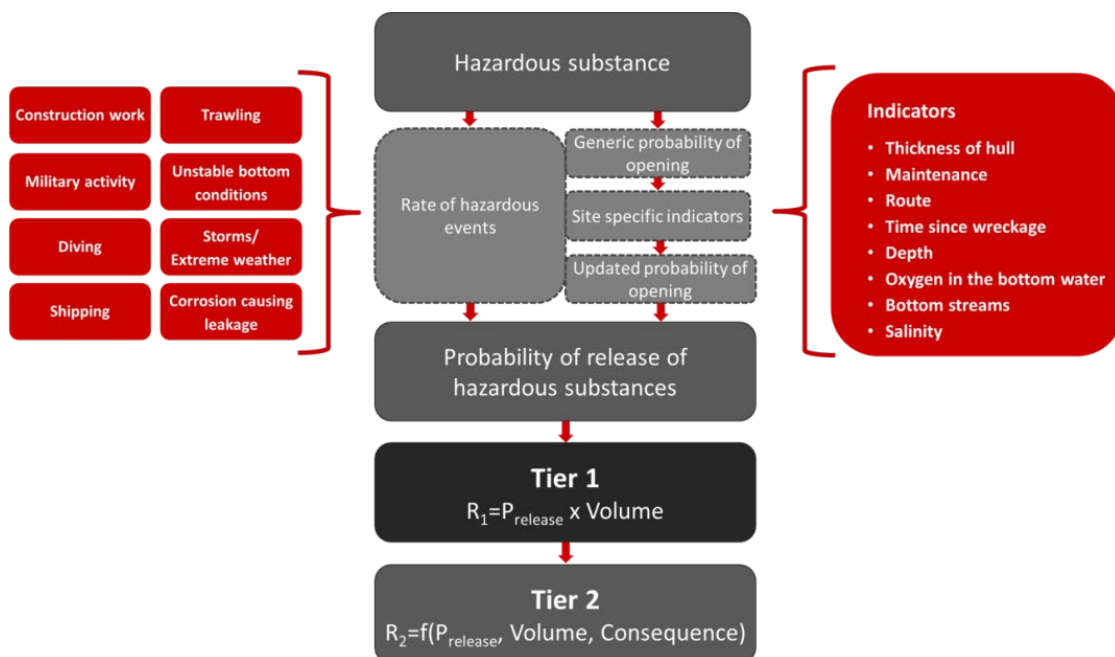 Hazardous substance
Construction work
Trawling
Military activity
Unstable bottom
conditions
Diving
Storms/
Extreme weather
Shipping
Corrosion causing
leakage
Rate of hazardous
events
Generic probability of
opening
Site specific indicators
Updated probability of
opening
Indicators
• Thickness of hull
• Maintenance
• Route
• Time since wreckage
• Depth
• Oxygen in the bottom water
• Bottom streams
• Salinity
Probability of release of
hazardous substances
Tier 1
R₁=Pᵣₑₗₑₐₛₑ x Volume
Tier 2
R₂=f(Pᵣₑₗₑₐₛₑ, Volume, Consequence)